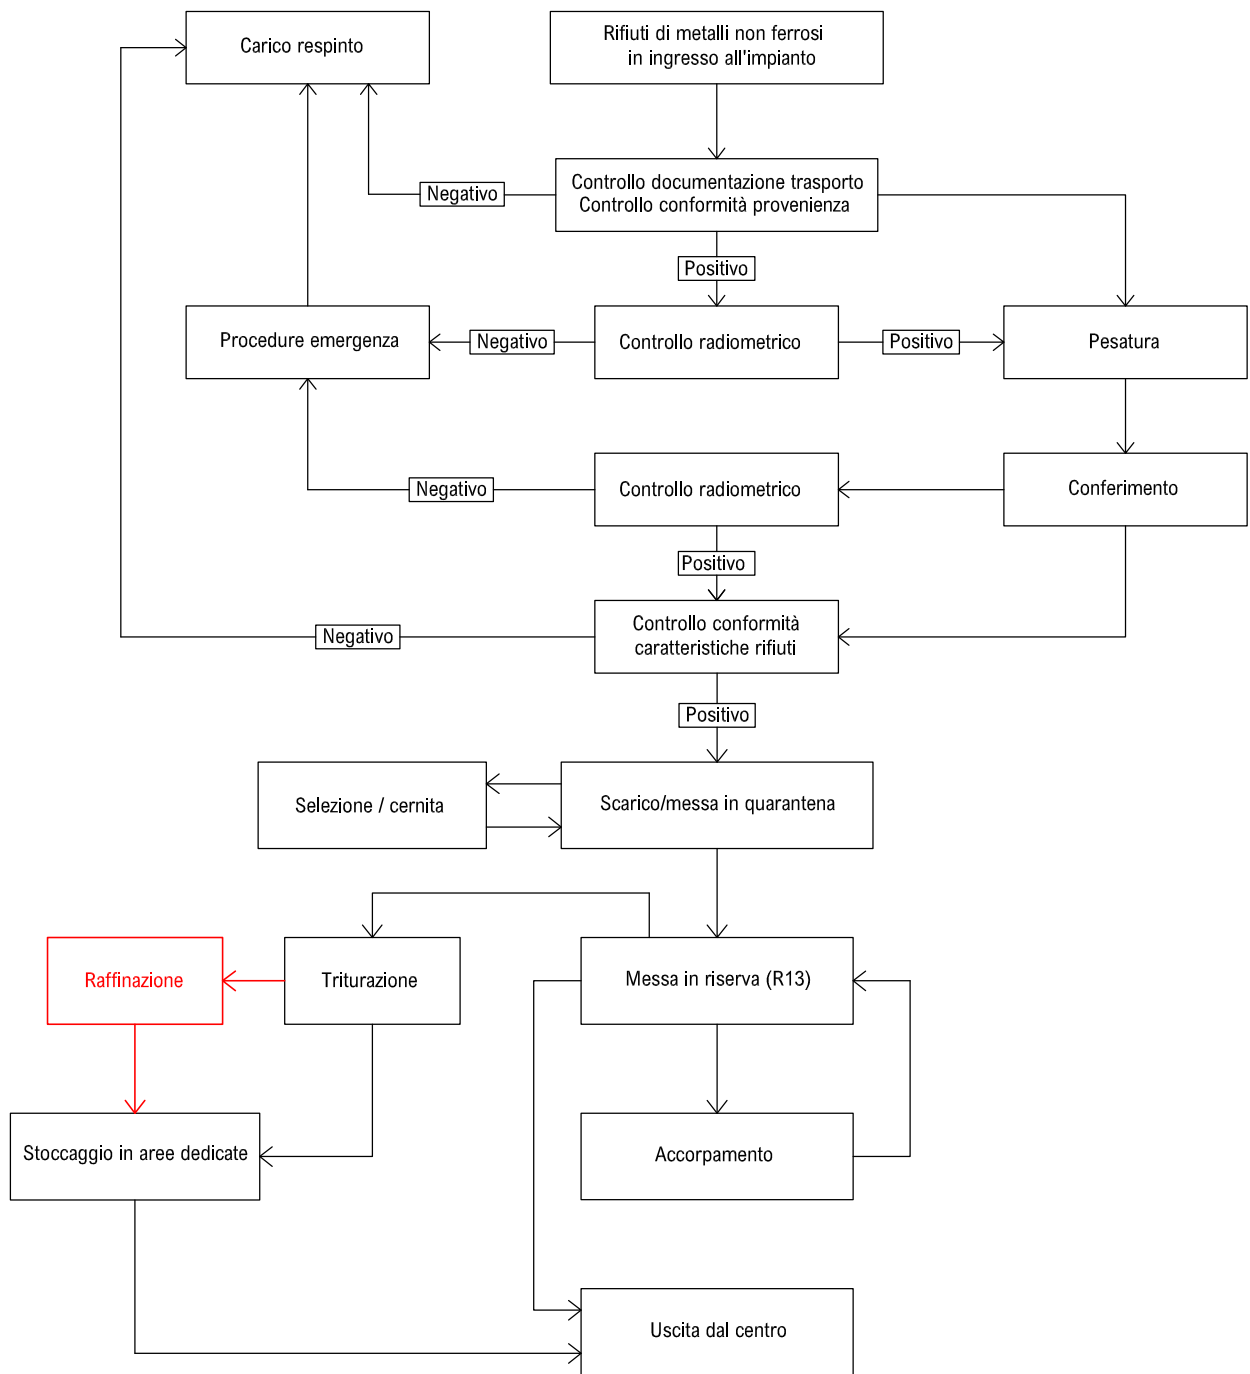 Carico respinto
Rifiuti di metalli non ferrosi
in ingresso all'impianto
Negativo
Controllo documentazione trasporto
Controllo conformità provenienza
Positivo
Procedure emergenza
Negativo
Controllo radiometrico
Positivo
Pesatura
Negativo
Controllo radiometrico
Conferimento
Positivo
Negativo
Controllo conformità
caratteristiche rifiuti
Positivo
Selezione / cernita
Scarico/messa in quarantena
Raffinazione
Triturazione
Messa in riserva (R13)
Stoccaggio in aree dedicate
Accorpamento
Uscita dal centro